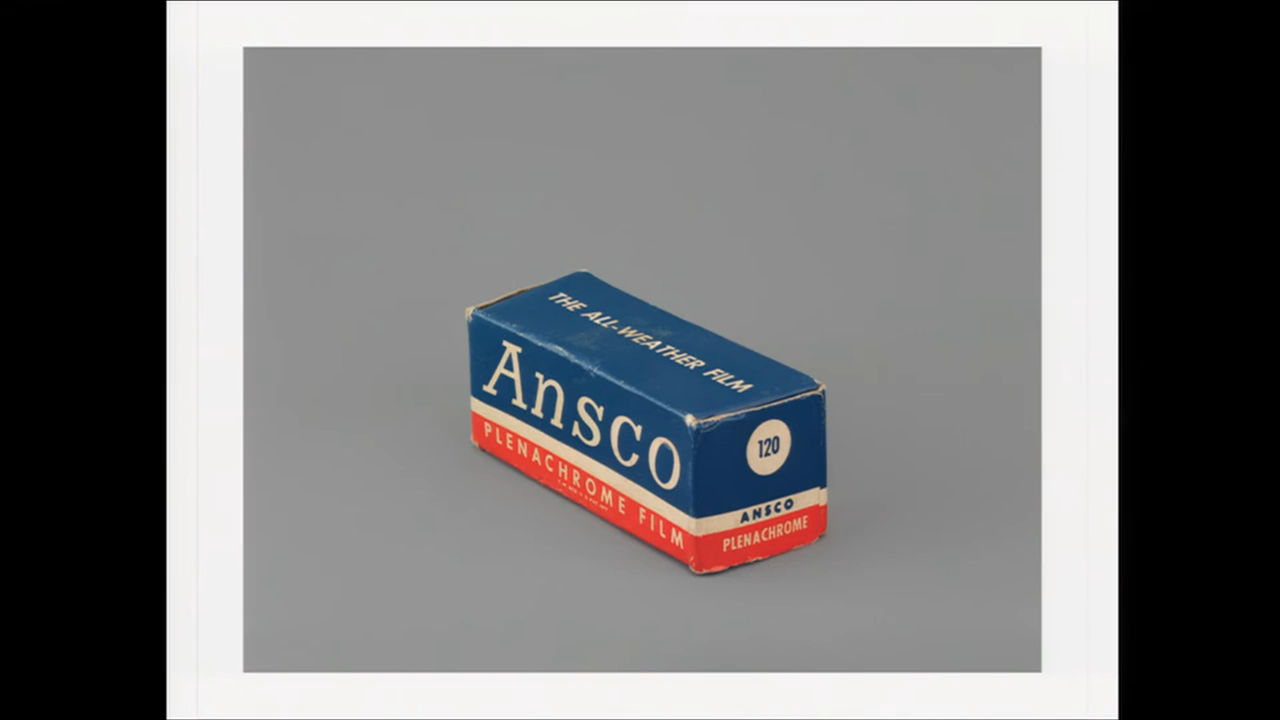 THE ALL-WEATHER FILM
Ansco
PLENACHROME FILM
120
ANSCO
PLENACHROME